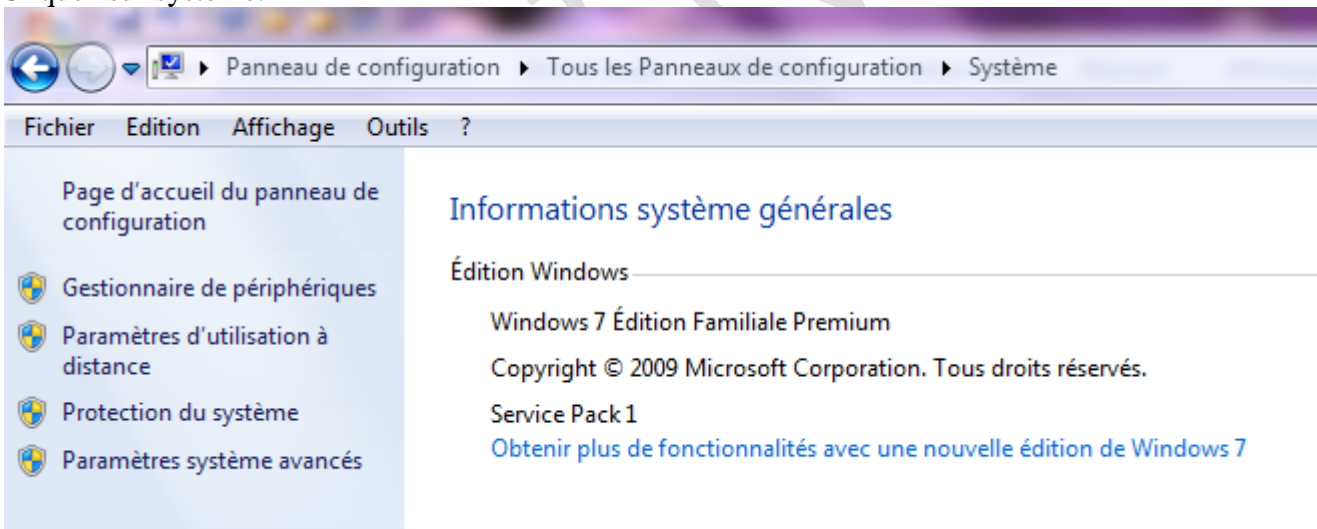 Panneau de configuration ▸ Tous les Panneaux de configuration ▸ Système
Fichier Edition Affichage Outils ?
Page d'accueil du panneau de
configuration
Gestionnaire de périphériques
Paramètres d'utilisation à
distance
Protection du système
Paramètres système avancés
Informations système générales
Édition Windows
Windows 7 Édition Familiale Premium
Copyright © 2009 Microsoft Corporation. Tous droits réservés.
Service Pack 1
Obtenir plus de fonctionnalités avec une nouvelle édition de Windows 7